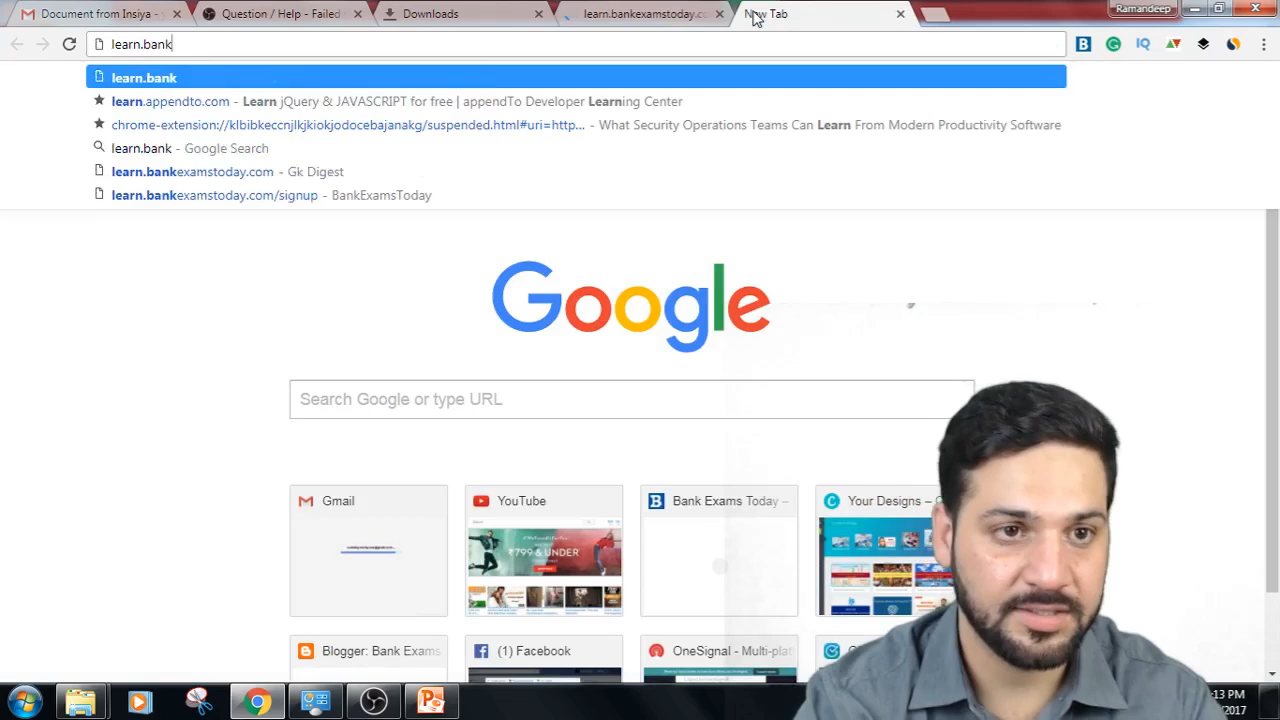 Document from Insiya -
Question / Help - Failed
Downloads
learn.bankexamstoday.co
New Tab
Ramandeep
learn.bank
learn.bank
learn.appendto.com - Learn jQuery & JAVASCRIPT for free | appendTo Developer Learning Center
chrome-extension://klbibkeccnjlkjkiokjodocebajanakg/suspended.html#uri=http... - What Security Operations Teams Can Learn From Modern Productivity Software
learn.bank - Google Search
learn.bankexamstoday.com - Gk Digest
learn.bankexamstoday.com/signup - BankExamsToday
Google
Search Google or type URL
Gmail
YouTube
Bank Exams Today –
Your Designs –
₹799 & UNDER
Blogger: Bank Exams
(1) Facebook
OneSignal - Multi-plat
:13 PM
/2017